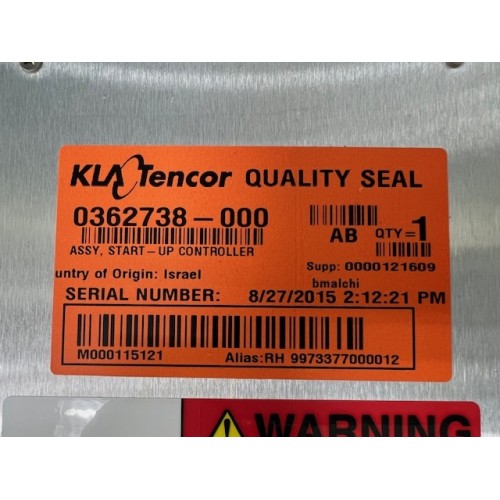 KLA Tencor QUALITY SEAL
0362738-000
AB QTY=1
ASSY, START-UP CONTROLLER
untry of Origin: Israel
Supp: 0000121609
bmalchi
SERIAL NUMBER: 8/27/2015 2:12:21 PM
M000115121 Alias:RH 9973377000012
WARNING